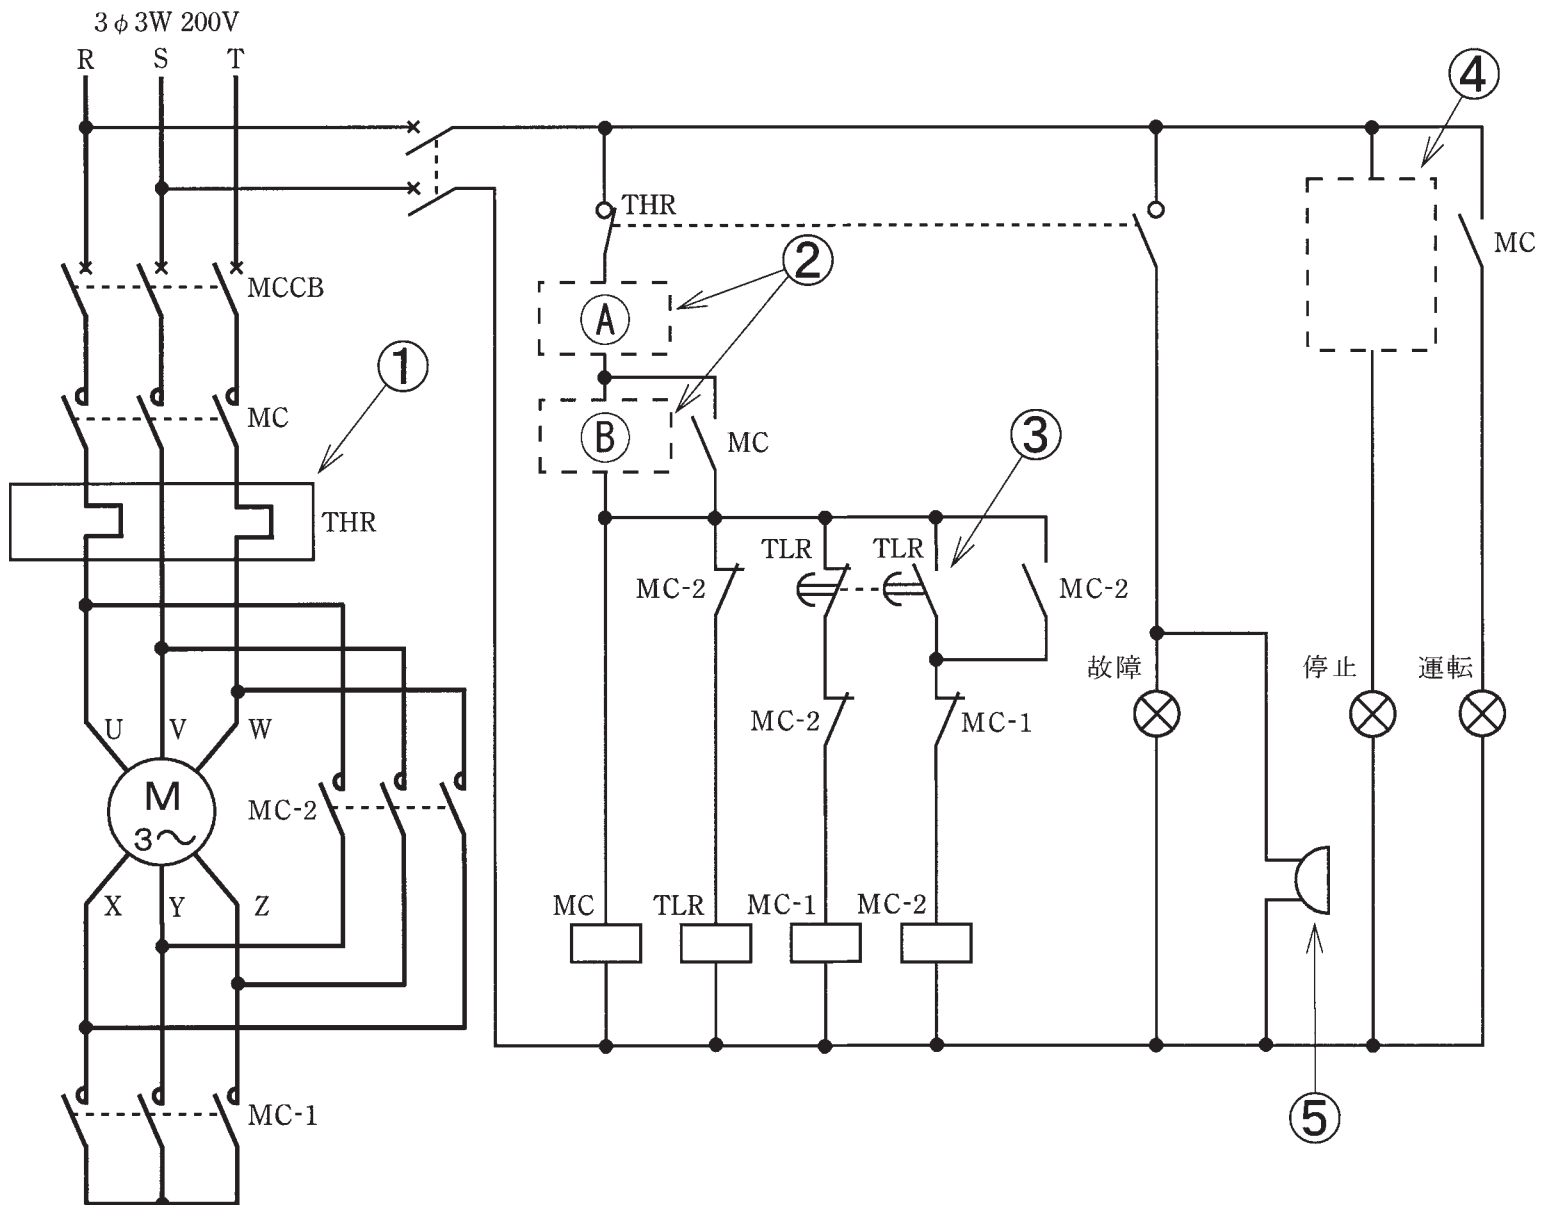 3φ3W 200V
R S T
④
THR
MC
②
MCCB
Ⓐ
①
MC
Ⓑ
MC
③
THR
TLR TLR
MC-2 MC-2
故障 停止 運転
U V W
MC-2 MC-1
M
3〜
MC-2
X Y Z
MC TLR MC-1 MC-2
MC-1
⑤